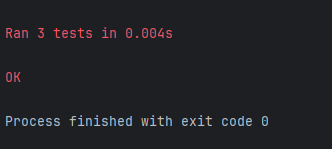 Ran 3 tests in 0.004s
OK
Process finished with exit code 0